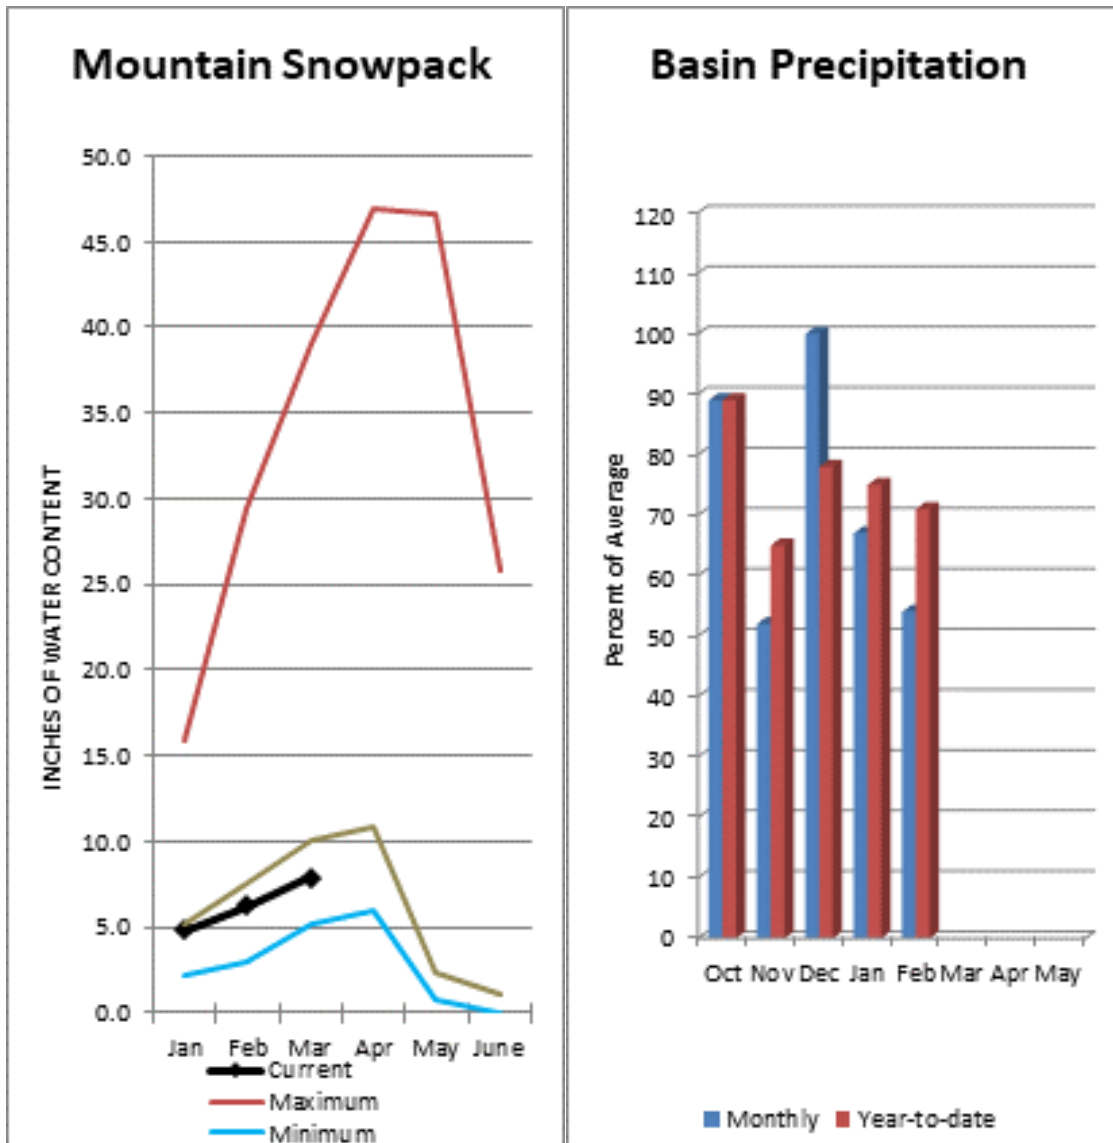 Mountain Snowpack
50.0
45.0
40.0
35.0
30.0
25.0
20.0
15.0
10.0
5.0
0.0
INCHES OF WATER CONTENT
Jan Feb Mar Apr May June
Current
Maximum
Minimum
Basin Precipitation
120
110
100
90
80
70
60
50
40
30
20
10
0
Percent of Average
Oct Nov Dec Jan Feb Mar Apr May
Monthly Year-to-date